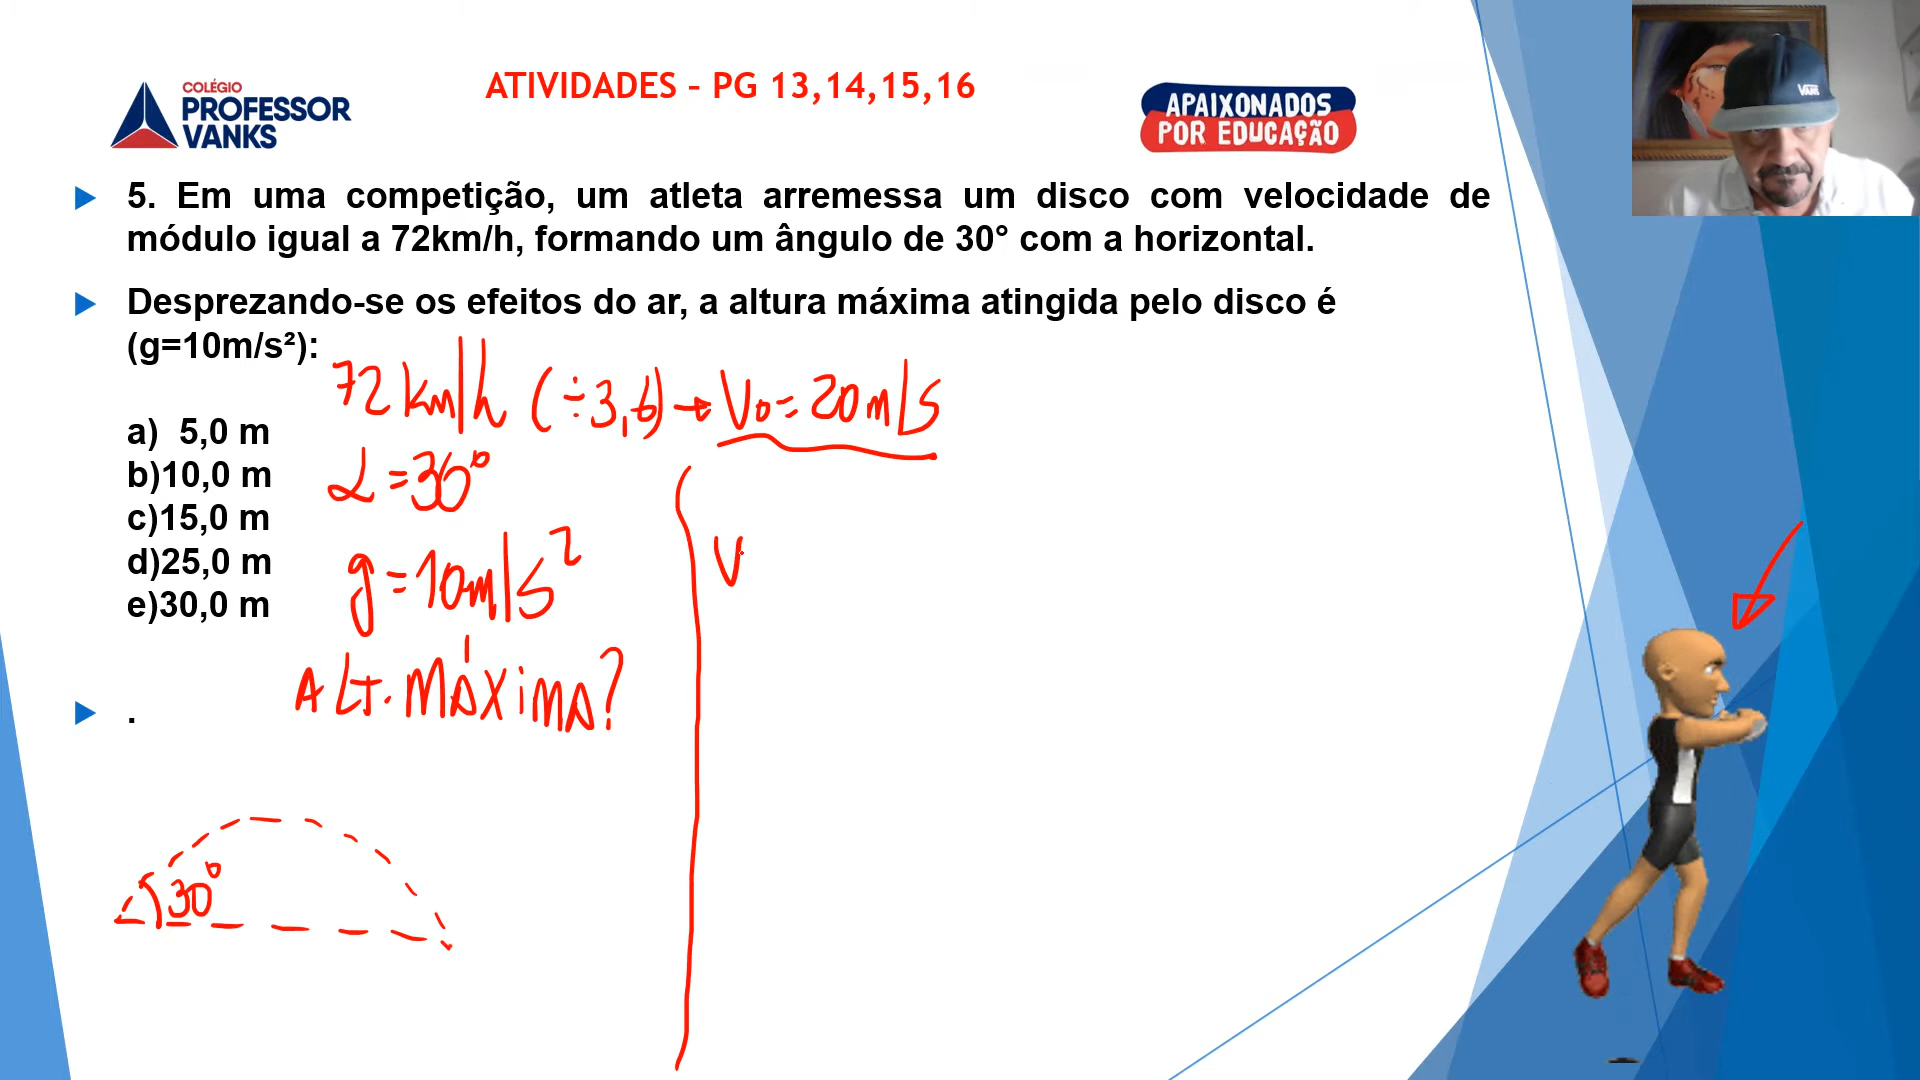 COLÉGIO
PROFESSOR
VANKS
ATIVIDADES – PG 13,14,15,16
APAIXONADOS
POR EDUCAÇÃO
VANS
5. Em uma competição, um atleta arremessa um disco com velocidade de
módulo igual a 72km/h, formando um ângulo de 30° com a horizontal.
Desprezando-se os efeitos do ar, a altura máxima atingida pelo disco é
(g=10m/s²):
72 km/h (÷3,6) → V0 = 20 m/s
a) 5,0 m
b)10,0 m
c)15,0 m
d)25,0 m
e)30,0 m
α = 30°
g = 10 m/s²
V
ALT. MÁXIMA?
.
30°